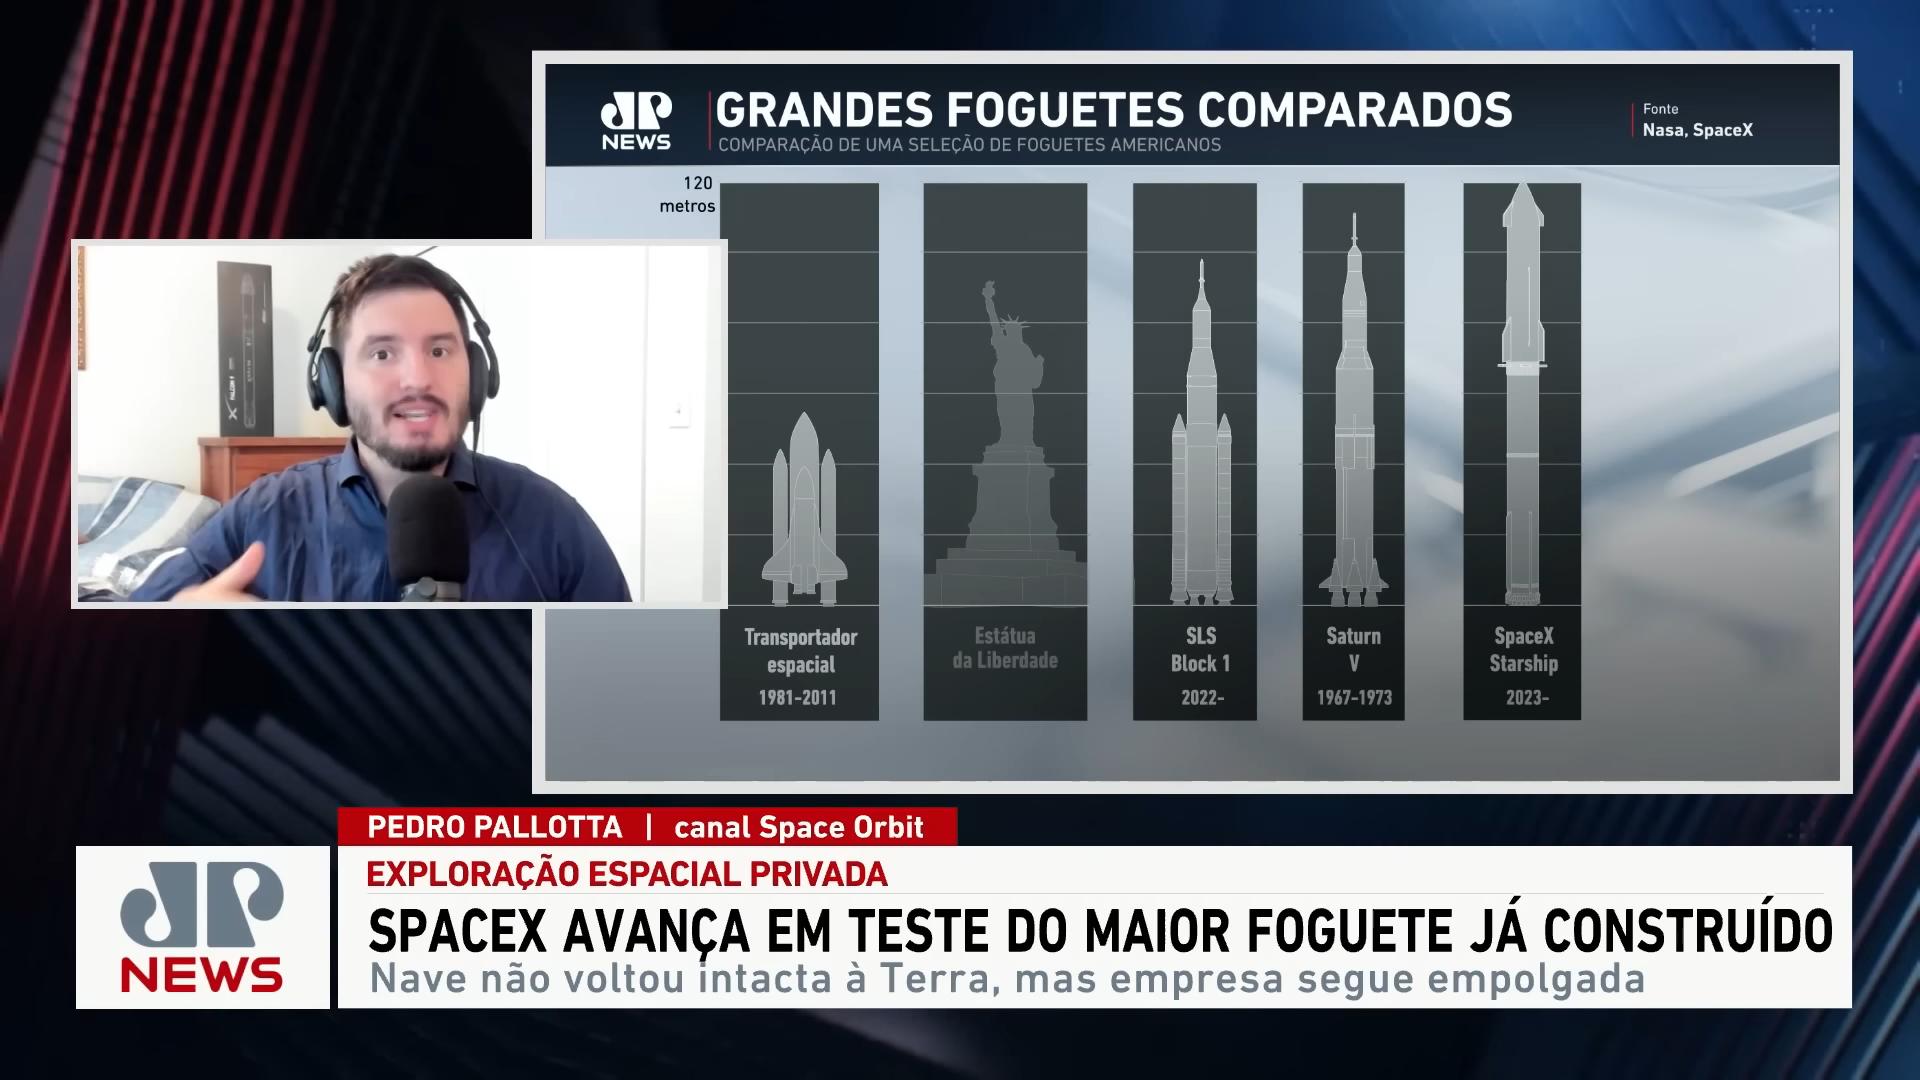 JP
NEWS
GRANDES FOGUETES COMPARADOS
COMPARAÇÃO DE UMA SELEÇÃO DE FOGUETES AMERICANOS
Fonte
Nasa, SpaceX
120
metros
X FALCON 9
Transportador
espacial
1981-2011
Estátua
da Liberdade
SLS
Block 1
2022-
Saturn
V
1967-1973
SpaceX
Starship
2023-
PEDRO PALLOTTA | canal Space Orbit
EXPLORAÇÃO ESPACIAL PRIVADA
SPACEX AVANÇA EM TESTE DO MAIOR FOGUETE JÁ CONSTRUÍDO
Nave não voltou intacta à Terra, mas empresa segue empolgada
JP
NEWS